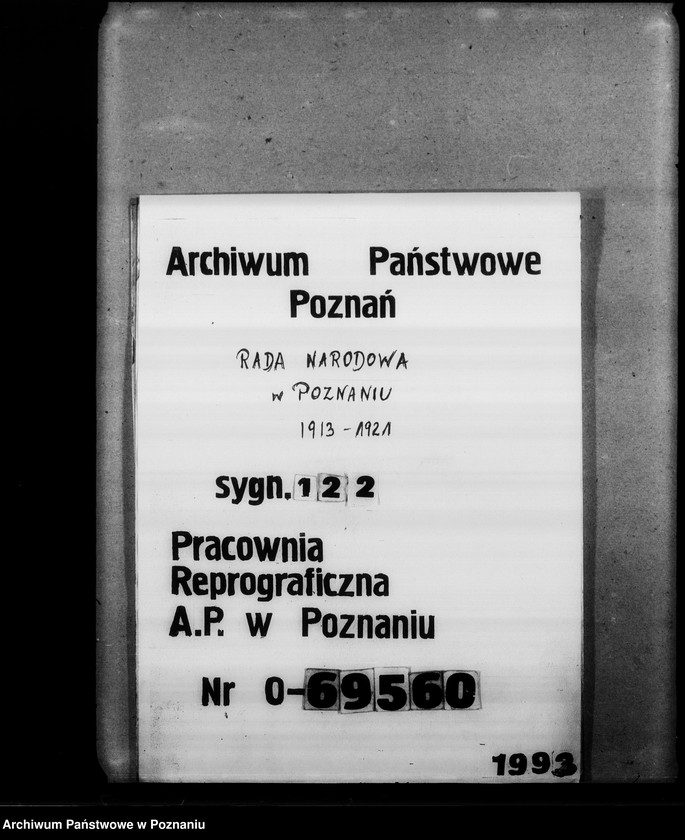 Archiwum Państwowe
Poznań
RADA NARODOWA
w POZNANIU
1913-1921
sygn. 122
Pracownia
Reprograficzna
A.P. w Poznaniu
Nr O-69560
1993
Archiwum Państwowe w Poznaniu